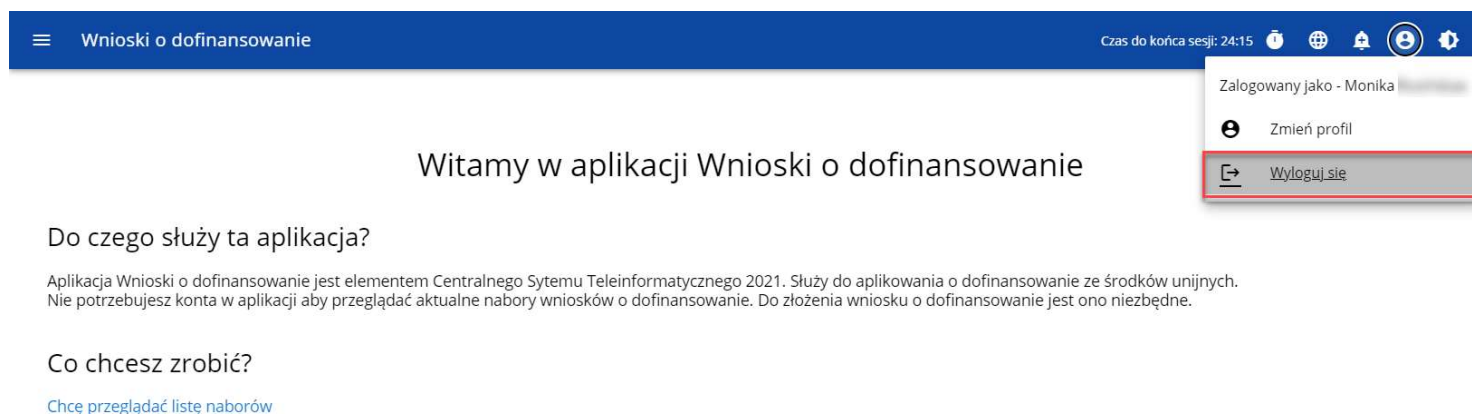 Wnioski o dofinansowanie
Czas do końca sesji: 24:15
Zalogowany jako - Monika
Zmień profil
Wyloguj się
Witamy w aplikacji Wnioski o dofinansowanie
Do czego służy ta aplikacja?
Aplikacja Wnioski o dofinansowanie jest elementem Centralnego Sytemu Teleinformatycznego 2021. Służy do aplikowania o dofinansowanie ze środków unijnych.
Nie potrzebujesz konta w aplikacji aby przeglądać aktualne nabory wniosków o dofinansowanie. Do złożenia wniosku o dofinansowanie jest ono niezbędne.
Co chcesz zrobić?
Chcę przeglądać listę naborów